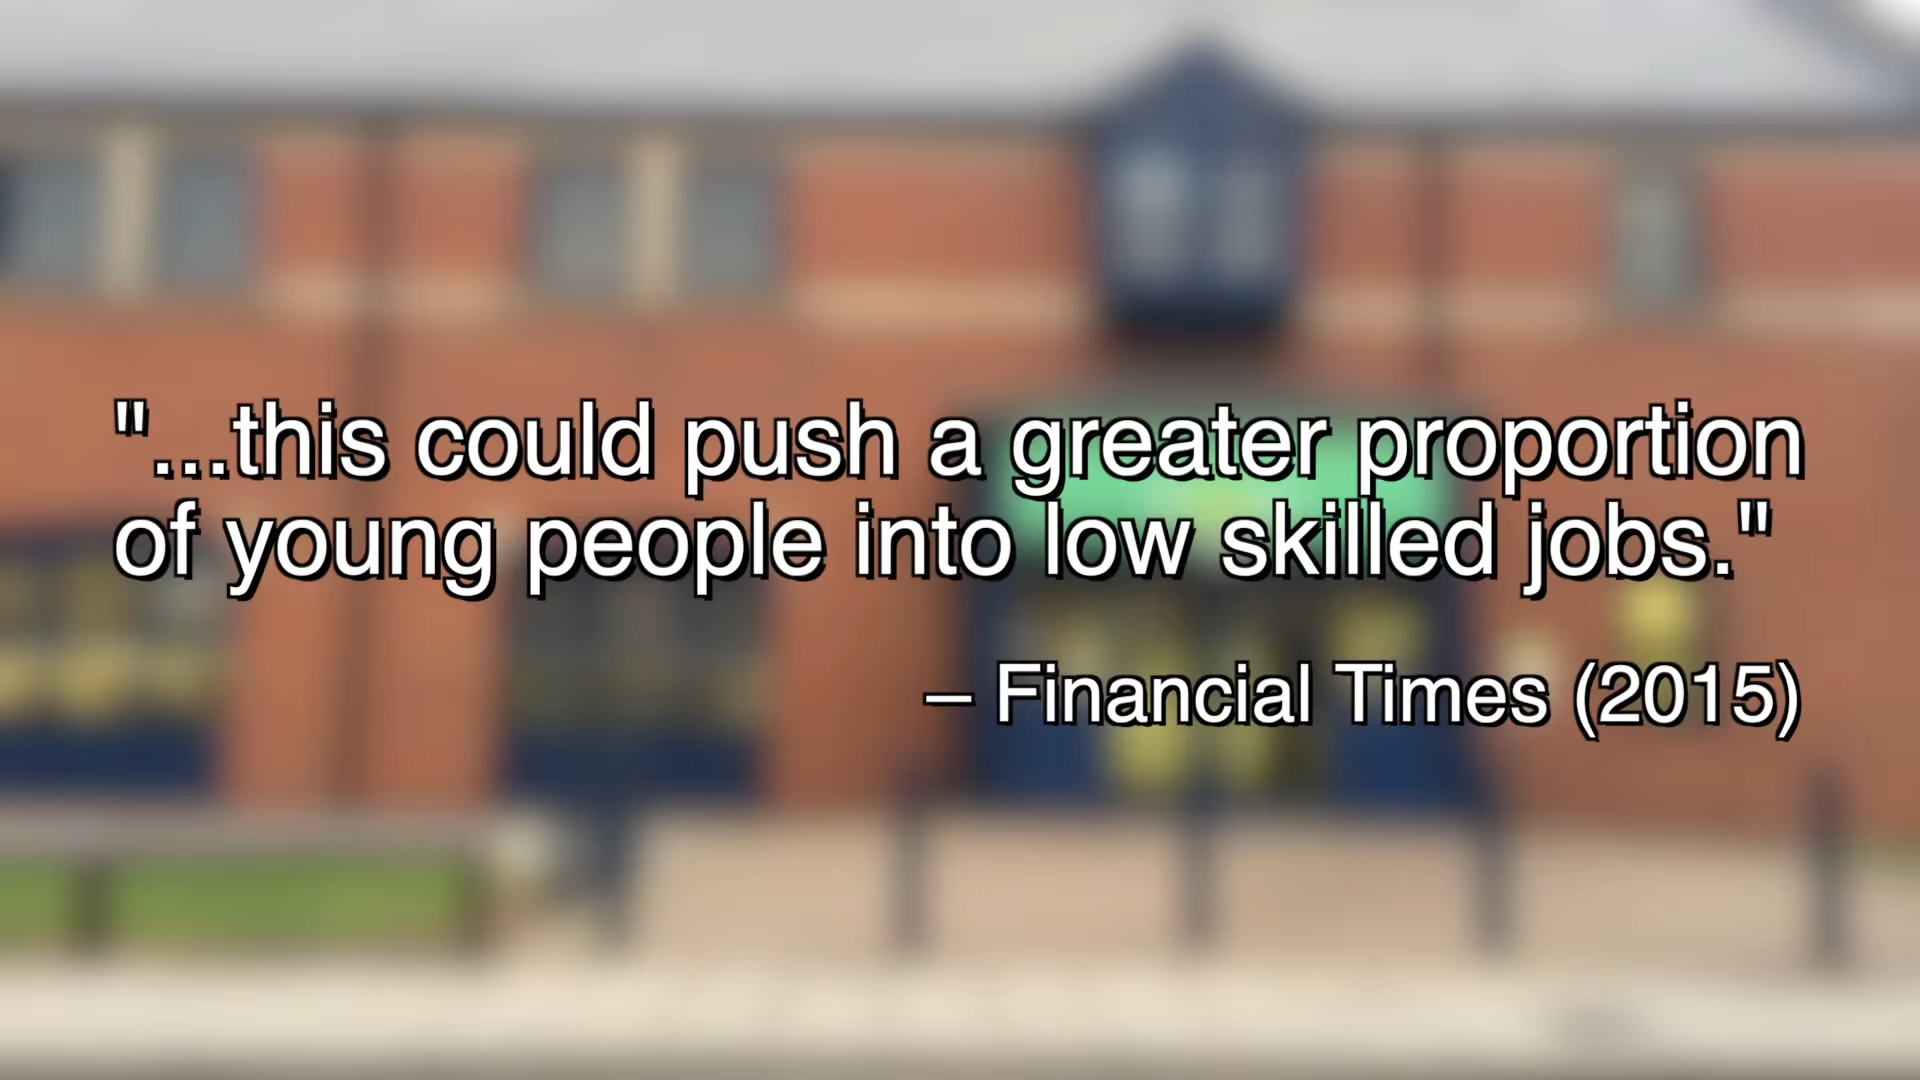 "...this could push a greater proportion
of young people into low skilled jobs."
– Financial Times (2015)